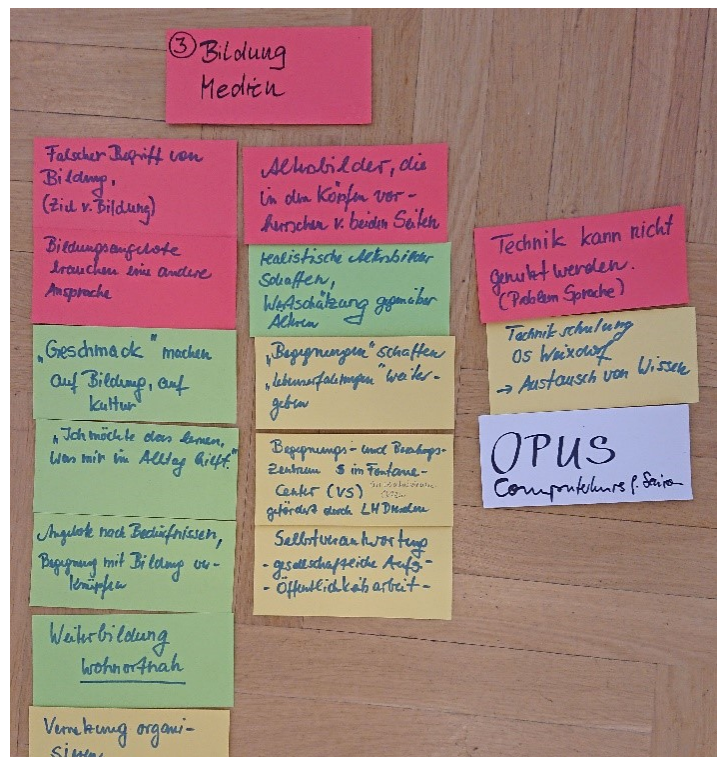 ③ Bildung
Medien
Falscher Begriff von
Bildung,
(Ziel v. Bildung)
Bildungsangebote
brauchen eine andere
Ansprache
„Geschmack" machen
auf Bildung, auf
Kultur
„Ich möchte das lernen,
was mir im Alltag hilft."
Angebote nach Bedürfnissen,
Begegnung mit Bildung ver-
knüpfen
Weiterbildung
wohnortnah
Vernetzung organi-
sieren
Altersbilder, die
in den Köpfen vor-
herrschen v. beiden Seiten
Realistische Altersbilder
schaffen,
Wertschätzung gegenüber
Älteren
„Begegnungen" schaffen
„Lebenserfahrungen" weiter-
geben
Begegnungs- und Beratungs-
Zentrum S im Fontane-
Center (VS)
gefördert durch LH Dresden
Selbstverantwortung
- gesellschaftliche Aufg -
- Öffentlichkeitsarbeit -
Technik kann nicht
genutzt werden.
(Problem Sprache)
Technikschulung
OS Weixdorf
→ Austausch von Wissen
OPUS
Computerkurs f.